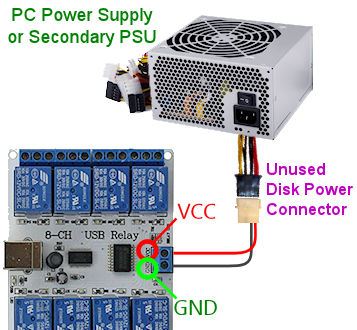 PC Power Supply
or Secondary PSU
Unused
Disk Power
Connector
VCC
8-CH USB Relay
GND